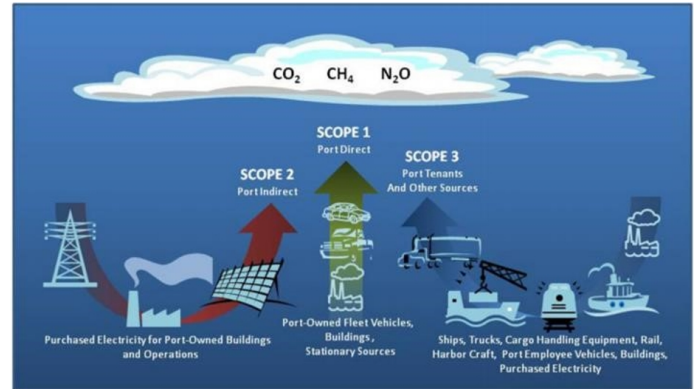 CO₂ CH₄ N₂O
SCOPE 1
Port Direct
SCOPE 2
Port Indirect
SCOPE 3
Port Tenants
And Other Sources
Purchased Electricity for Port-Owned Buildings
and Operations
Port-Owned Fleet Vehicles,
Buildings,
Stationary Sources
Ships, Trucks, Cargo Handling Equipment, Rail,
Harbor Craft, Port Employee Vehicles, Buildings,
Purchased Electricity